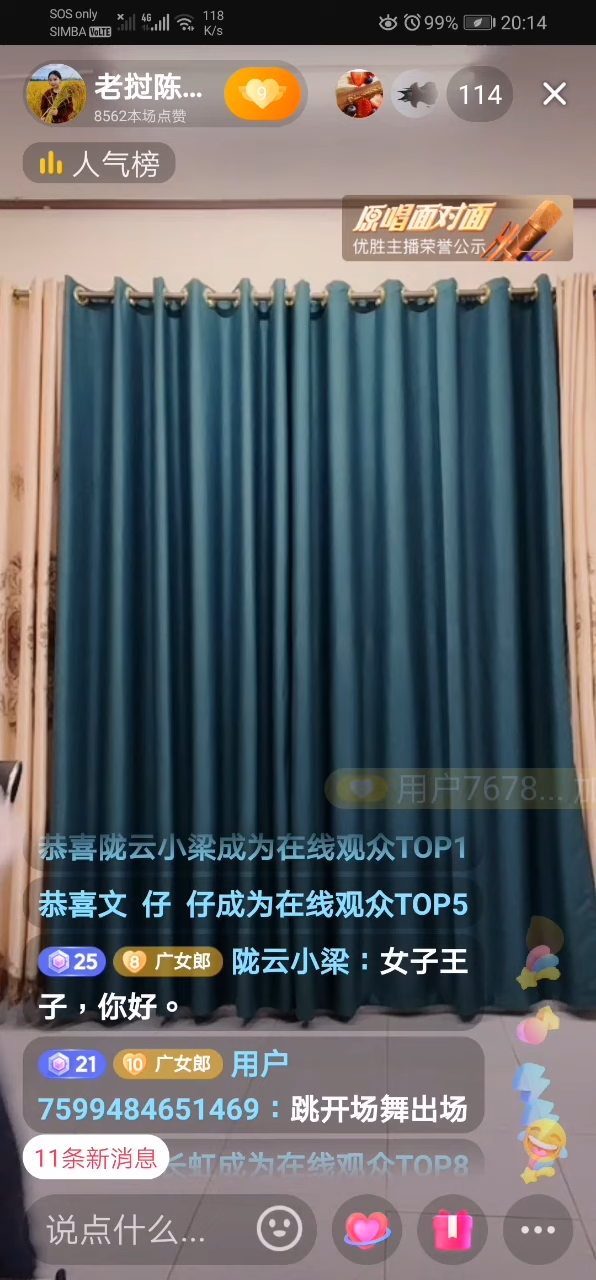 SOS only
SIMBA VoLTE
4G
118
K/s
99%
20:14
老挝陈...
8562本场点赞
9
114
人气榜
原唱面对面
优胜主播荣誉公示
用户7678... 加
恭喜陇云小梁成为在线观众TOP1
恭喜文 仔 仔成为在线观众TOP5
25 8 广女郎 陇云小梁：女子王
子，你好。
21 10 广女郎 用户
7599484651469：跳开场舞出场
11条新消息
长虹成为在线观众TOP8
说点什么...